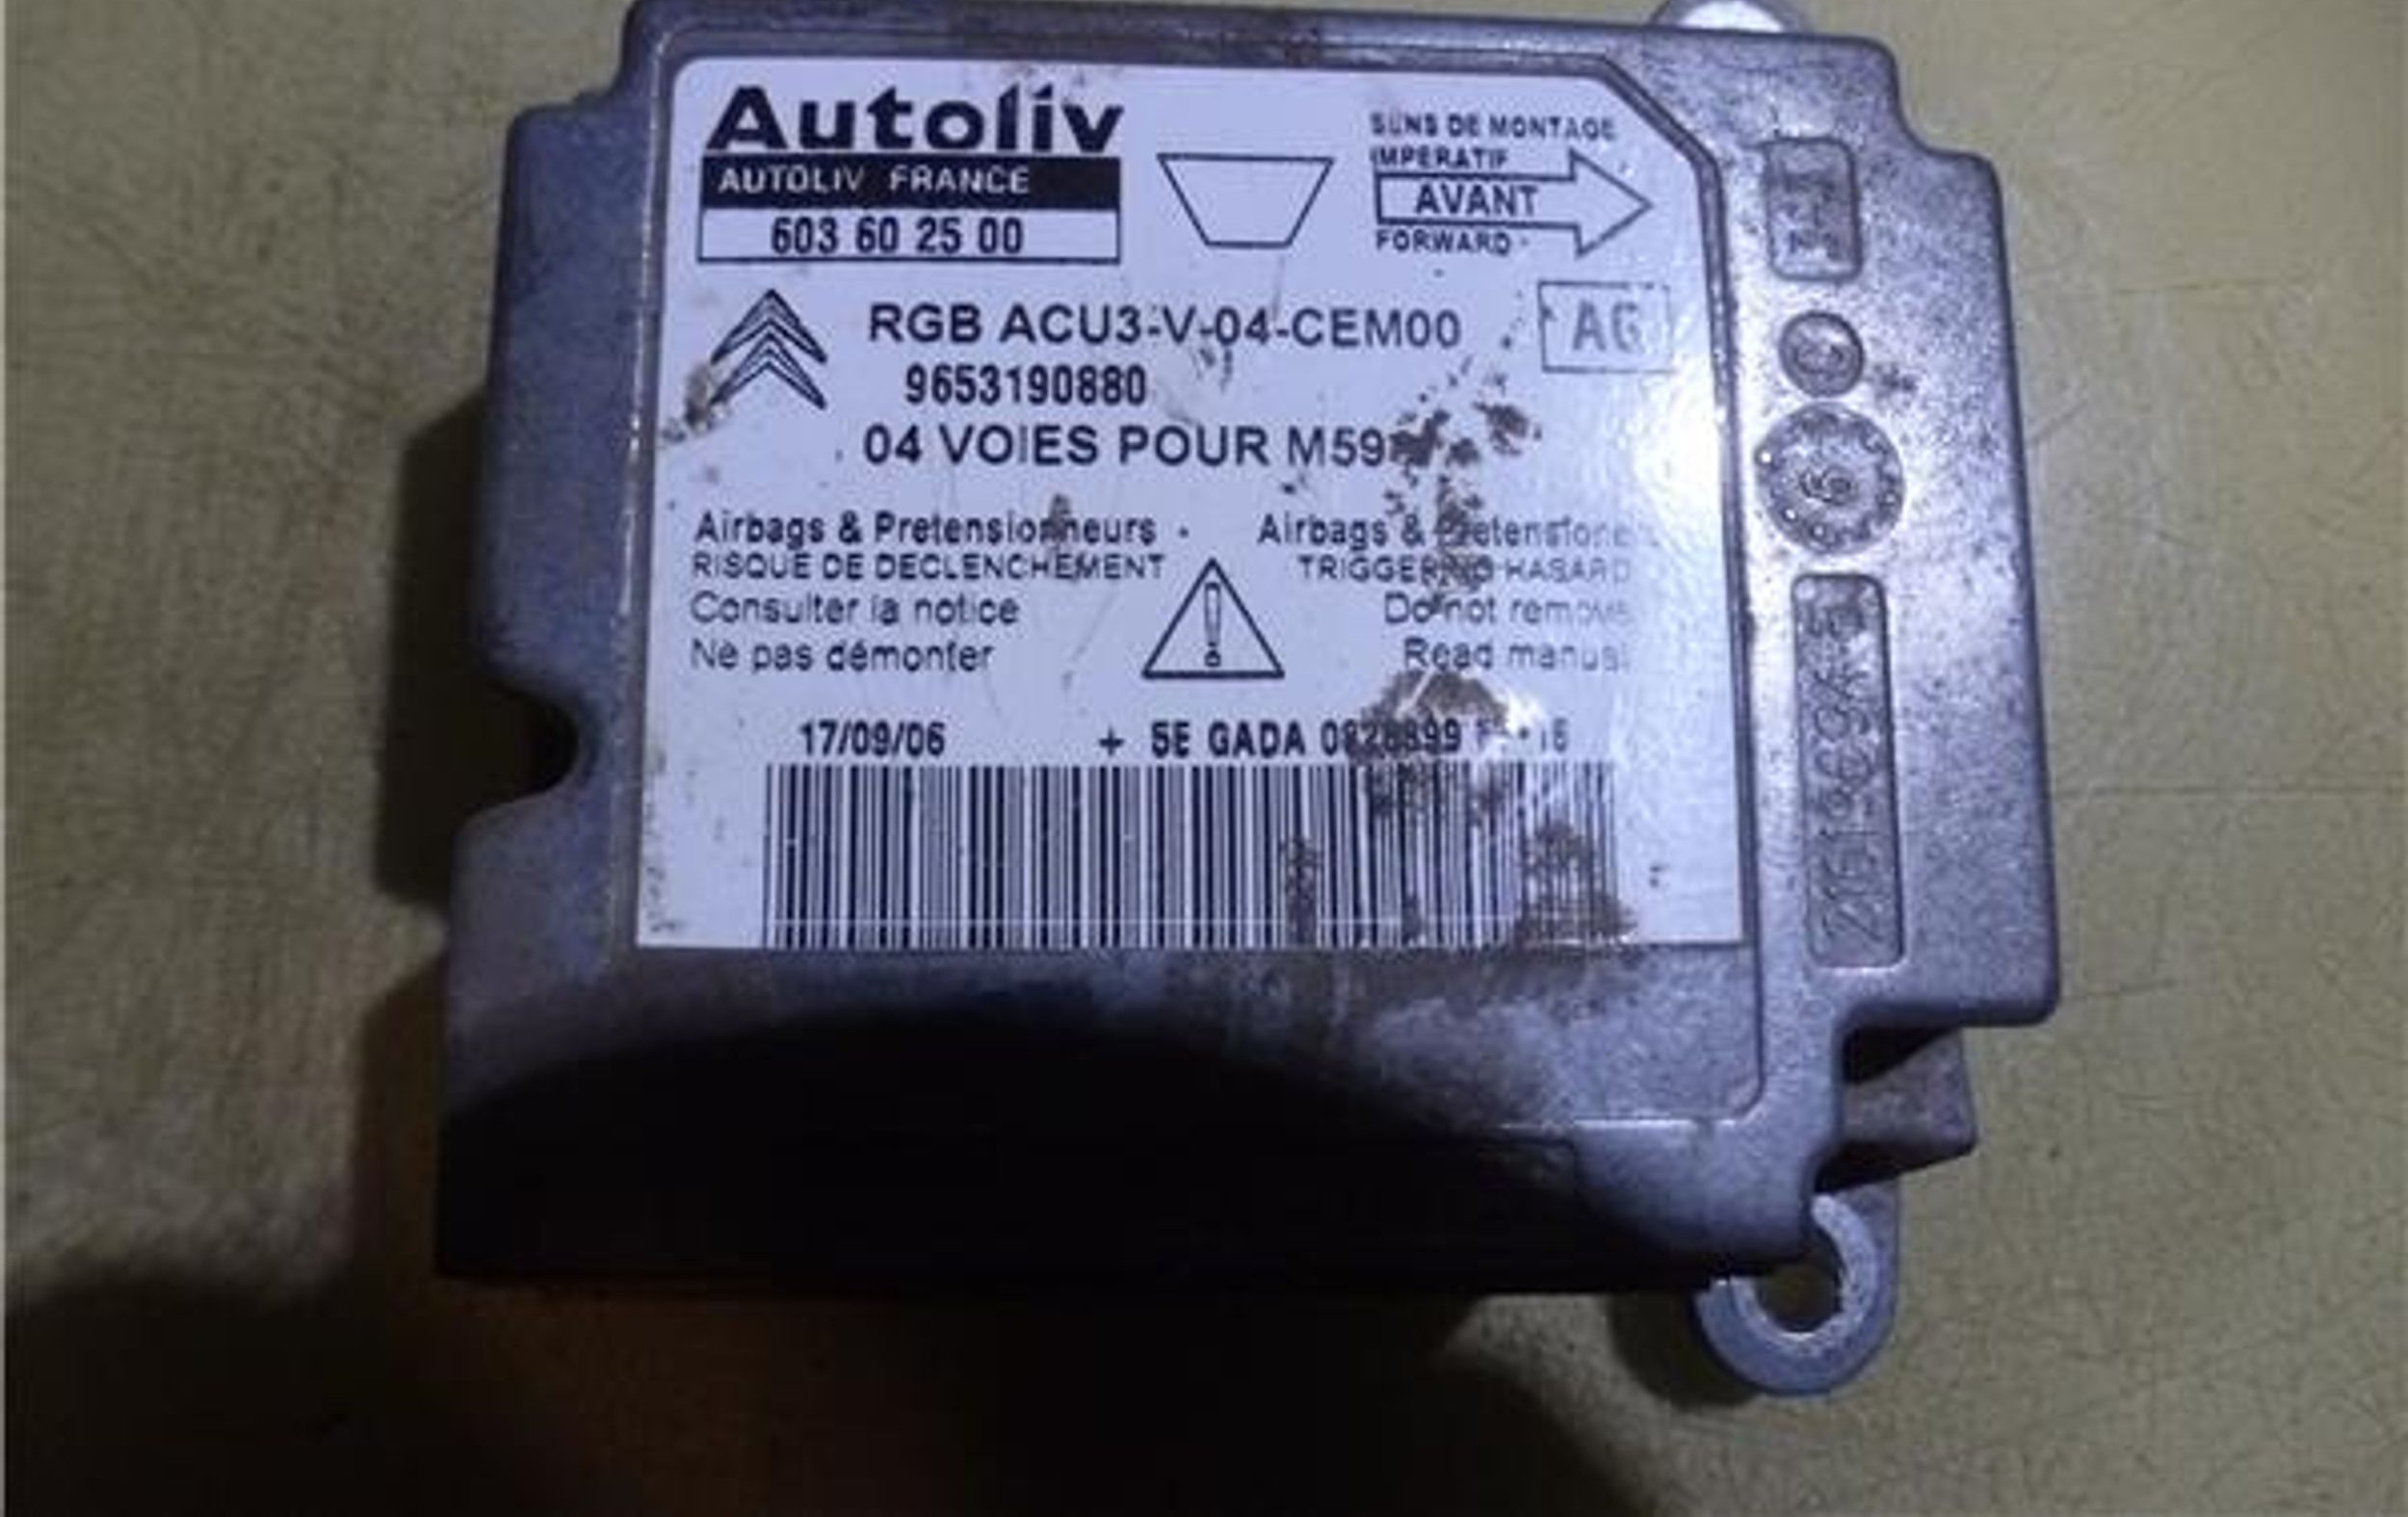 Autoliv
AUTOLIV FRANCE
603 60 25 00
SENS DE MONTAGE
IMPERATIF
AVANT
FORWARD
RGB ACU3-V-04-CEM00
AG
9653190880
04 VOIES POUR M59
Airbags & Pretensionneurs
RISQUE DE DECLENCHEMENT
Consulter la notice
Ne pas démonter
Airbags &
TRIGGERING HASARD
Do not remove
Read manual
17/09/06
+ 5E GADA